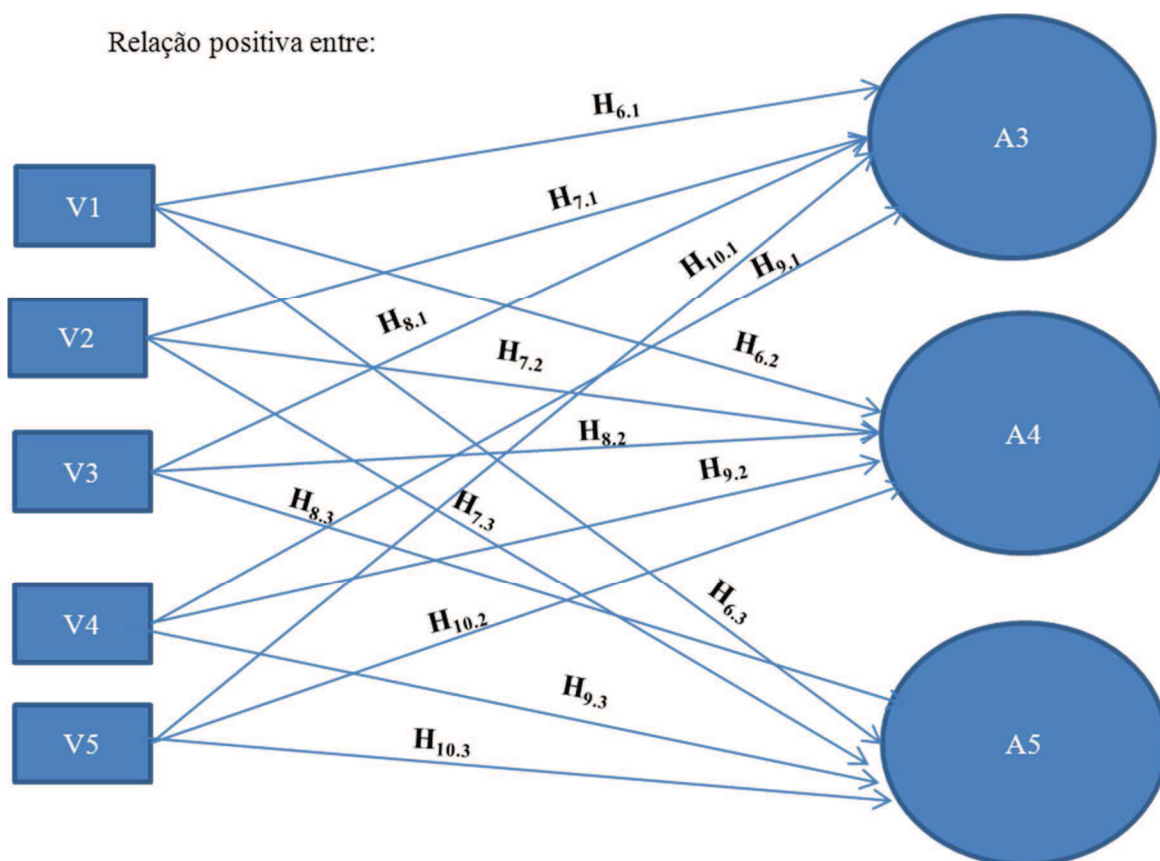 Relação positiva entre:
H6.1
A3
V1
H7.1
H10.1
H9.1
H8.1
V2
H7.2
H6.2
H8.2
A4
V3
H9.2
H8.3
H7.3
V4
H10.2
H6.3
H9.3
V5
H10.3
A5